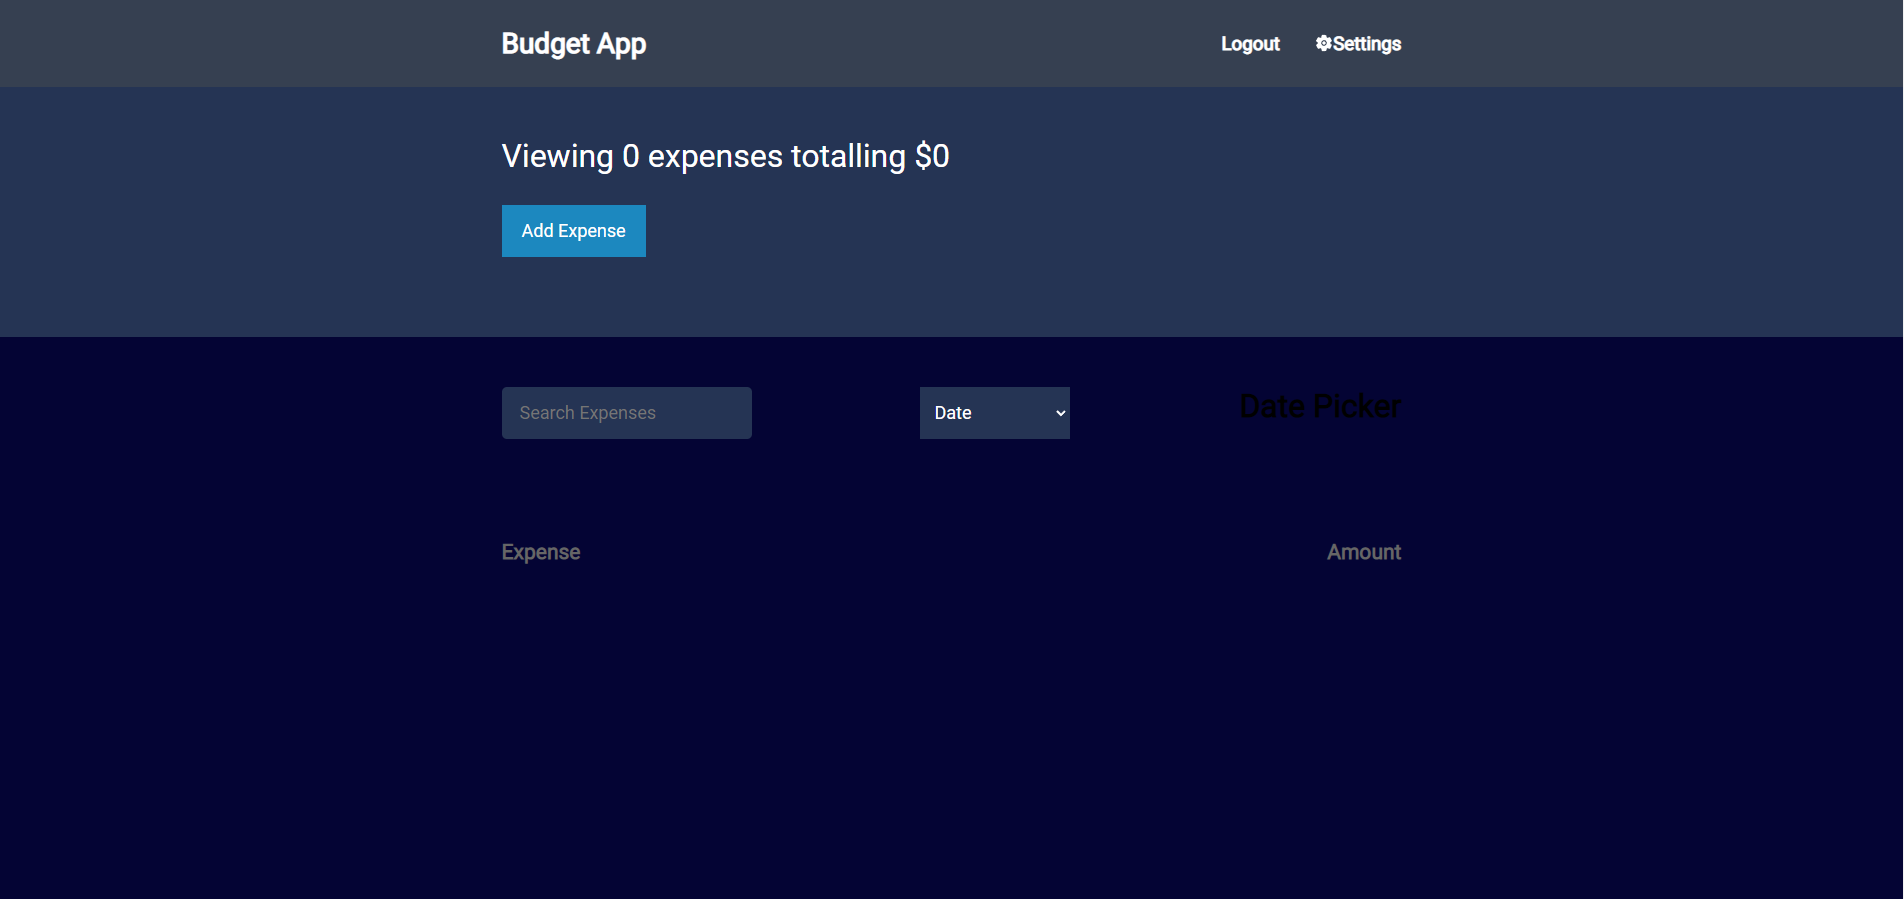 Budget App
Logout
Settings
Viewing 0 expenses totalling $0
Add Expense
Search Expenses
Date
Date Picker
Expense
Amount